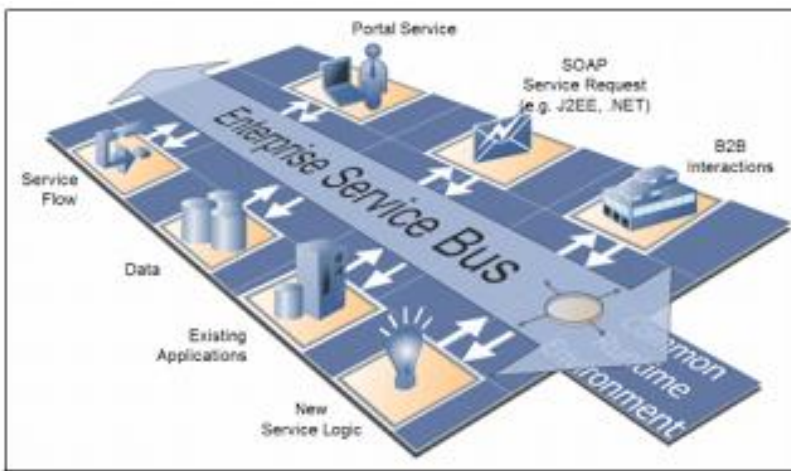 Portal Service
SOAP
Service Request
(e.g. J2EE, .NET)
B2B
Interactions
Enterprise Service Bus
Service
Flow
Data
Existing
Applications
New
Service Logic